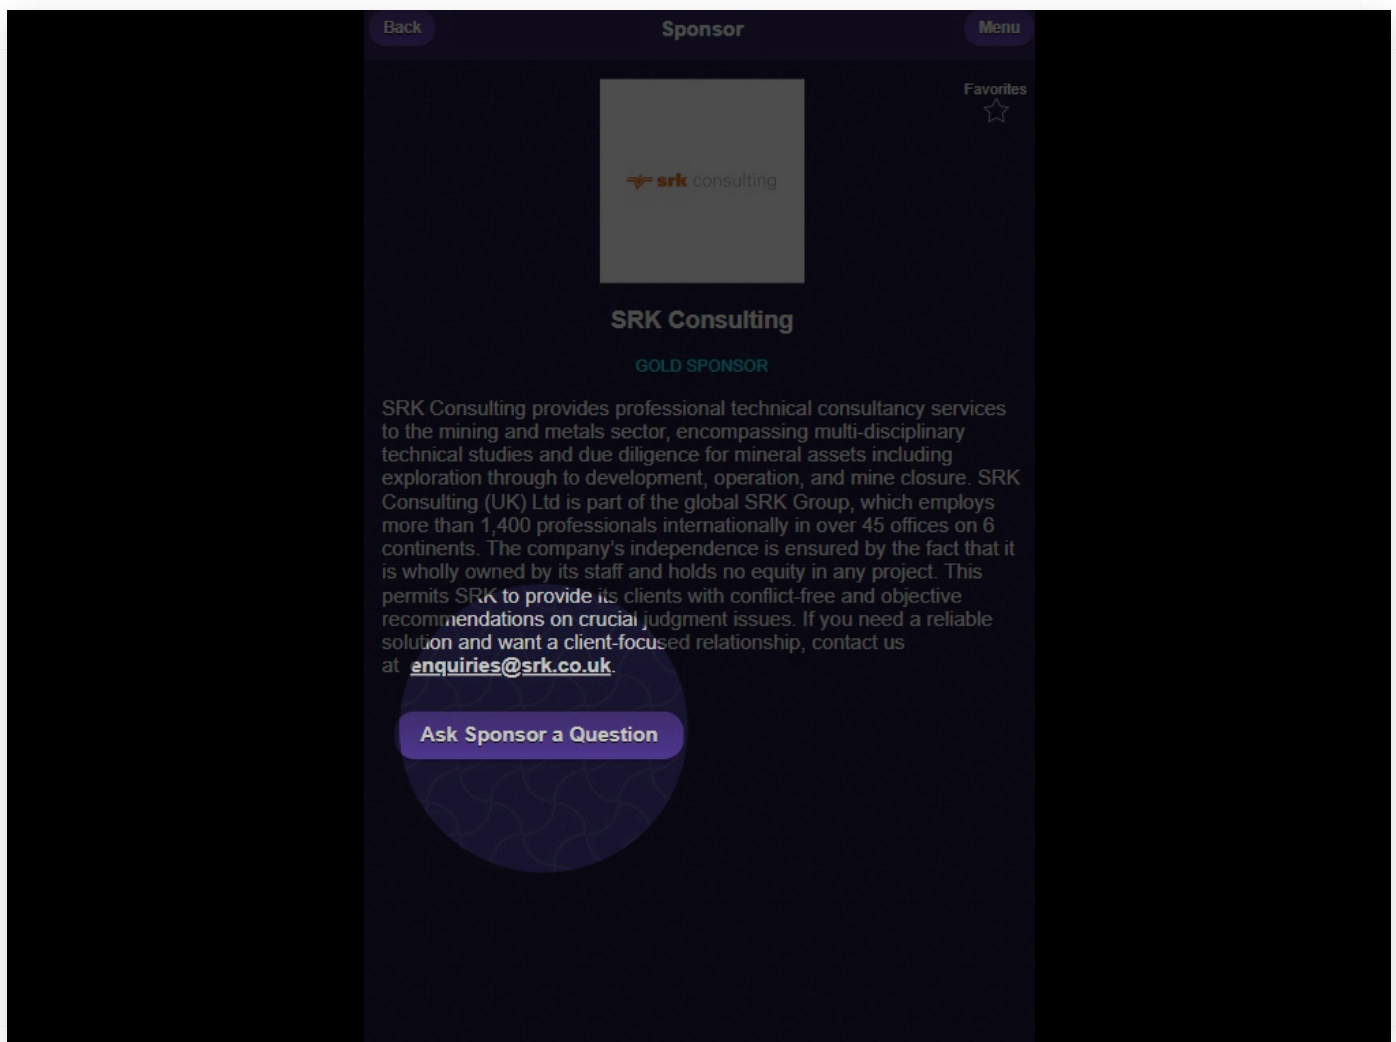 Back
Sponsor
Menu
Favorites
srk consulting
SRK Consulting
GOLD SPONSOR
SRK Consulting provides professional technical consultancy services
to the mining and metals sector, encompassing multi-disciplinary
technical studies and due diligence for mineral assets including
exploration through to development, operation, and mine closure. SRK
Consulting (UK) Ltd is part of the global SRK Group, which employs
more than 1,400 professionals internationally in over 45 offices on 6
continents. The company’s independence is ensured by the fact that it
is wholly owned by its staff and holds no equity in any project. This
permits SRK to provide its clients with conflict-free and objective
recommendations on crucial judgment issues. If you need a reliable
solution and want a client-focused relationship, contact us
at enquiries@srk.co.uk.
Ask Sponsor a Question